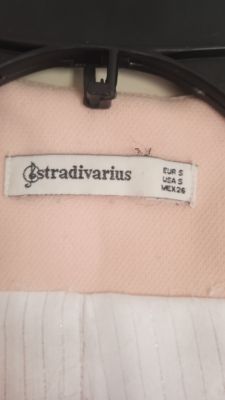 stradivarius
EUR S
USA S
MEX 26